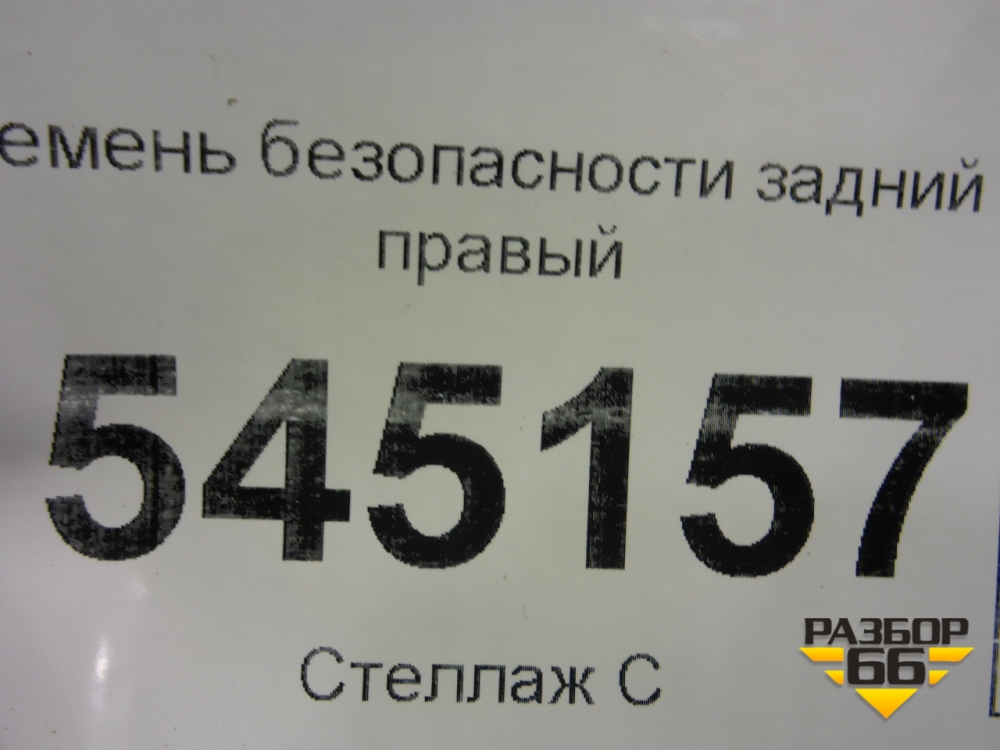 емень безопасности задний
правый
545157
Стеллаж С
РАЗБОР
66